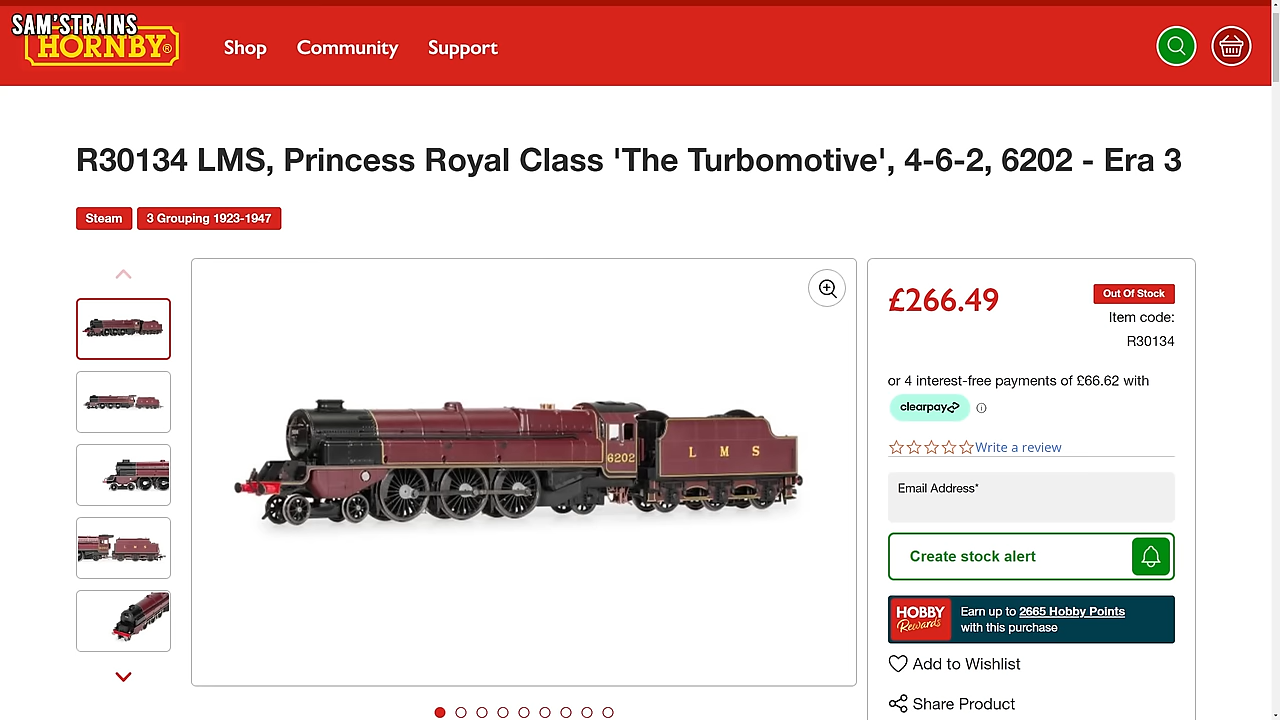 SAM'S TRAINS
HORNBY®
Shop
Community
Support
R30134 LMS, Princess Royal Class 'The Turbomotive', 4-6-2, 6202 - Era 3
Steam
3 Grouping 1923-1947
6202
L M S
£266.49
Out Of Stock
Item code:
R30134
or 4 interest-free payments of £66.62 with
clearpay
Write a review
Email Address*
Create stock alert
HOBBY
Rewards
Earn up to 2665 Hobby Points
with this purchase
Add to Wishlist
Share Product